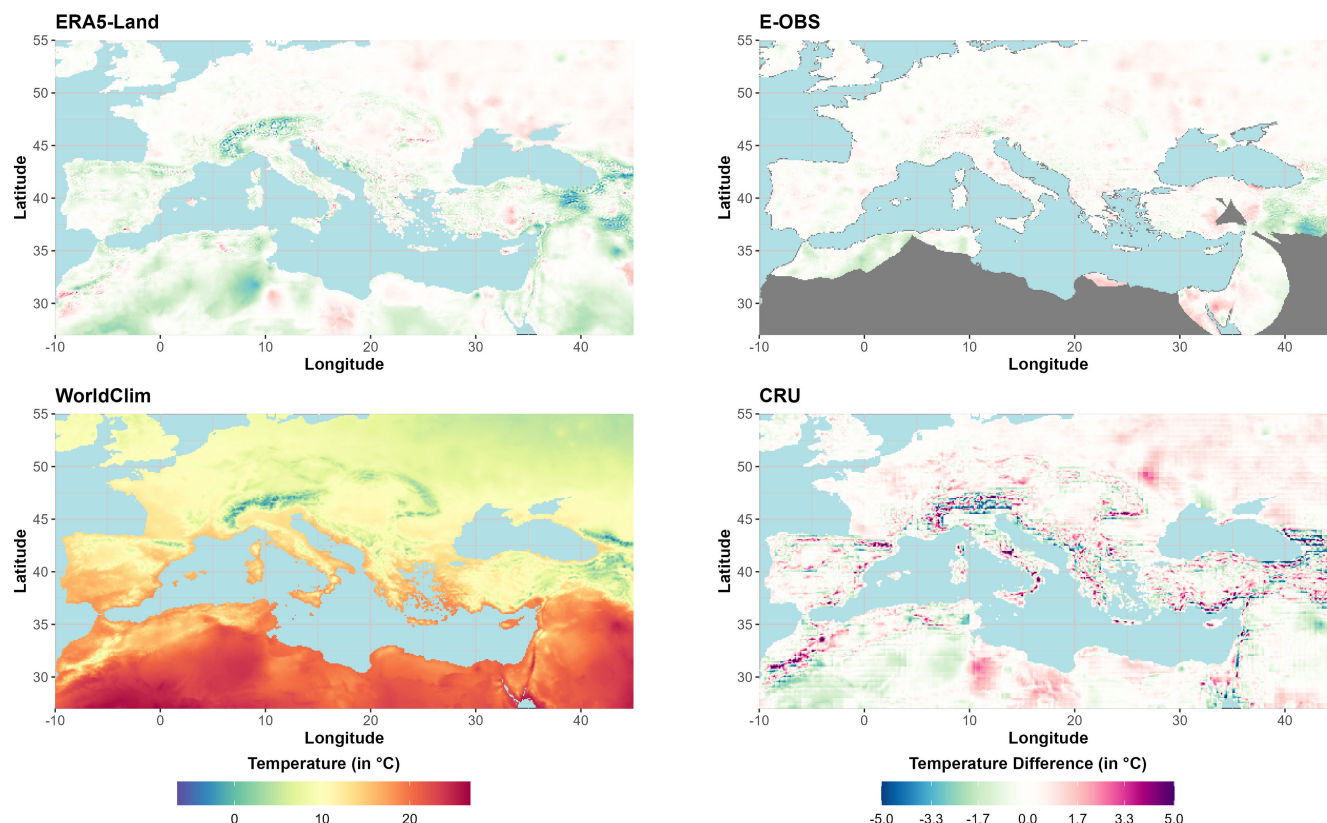 ERA5-Land
55
50
45
40
35
30
Latitude
-10 0 10 20 30 40
Longitude
E-OBS
55
50
45
40
35
30
Latitude
-10 0 10 20 30 40
Longitude
WorldClim
55
50
45
40
35
30
Latitude
-10 0 10 20 30 40
Longitude
CRU
55
50
45
40
35
30
Latitude
-10 0 10 20 30 40
Longitude
Temperature (in °C)
0 10 20
Temperature Difference (in °C)
-5.0 -3.3 -1.7 0.0 1.7 3.3 5.0